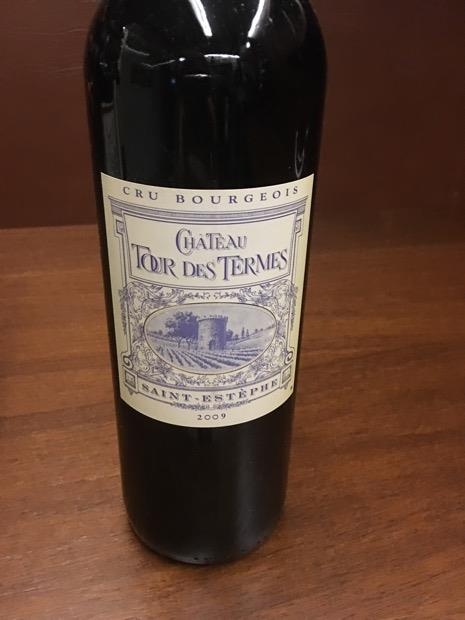 CRU BOURGEOIS
CHÂTEAU
TOUR DES TERMES
SAINT-ESTÈPHE
2009